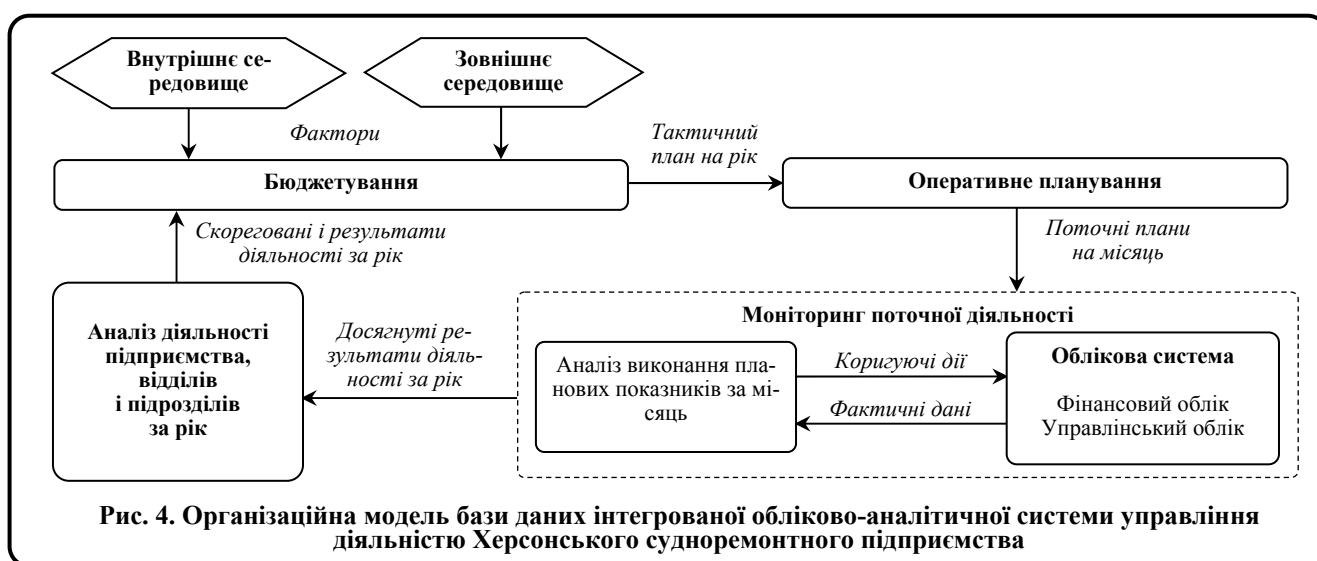 Внутрішнє се-
редовище
Зовнішнє
середовище
Фактори
Тактичний
план на рік
Бюджетування
Оперативне планування
Скореговані і результати
діяльності за рік
Поточні плани
на місяць
Аналіз діяльності
підприємства,
відділів
і підрозділів
за рік
Досягнуті ре-
зультати діяль-
ності за рік
Моніторинг поточної діяльності
Аналіз виконання пла-
нових показників за мі-
сяць
Коригуючі дії
Фактичні дані
Облікова система
Фінансовий облік
Управлінський облік
Рис. 4. Організаційна модель бази даних інтегрованої обліково-аналітичної системи управління
діяльністю Херсонського судноремонтного підприємства